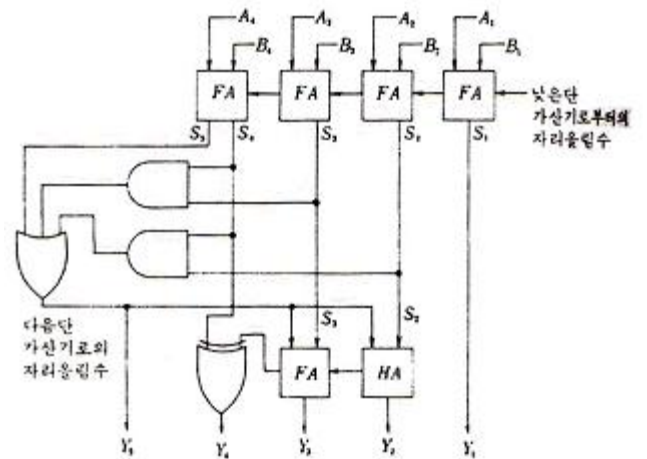 A₄ A₃ A₂ A₁
B₄ B₃ B₂ B₁
FA FA FA FA
낮은단
가산기로부터의
자리올림수
S₅ S₄ S₃ S₂ S₁
S₃ S₂
다음단
가산기로의
자리올림수
FA HA
Y₅ Y₄ Y₃ Y₂ Y₁